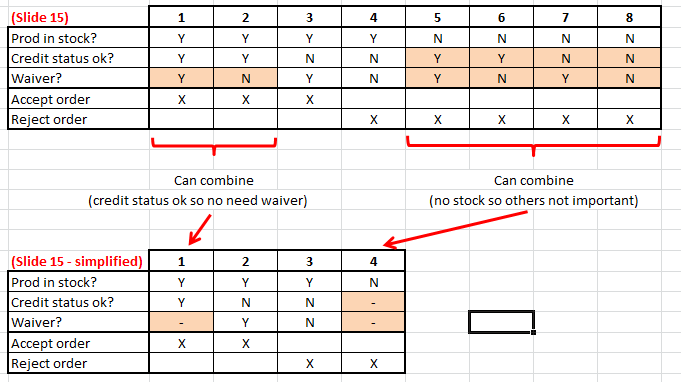 (Slide 15) 1 2 3 4 5 6 7 8
Prod in stock? Y Y Y Y N N N N
Credit status ok? Y Y N N Y Y N N
Waiver? Y N Y N Y N Y N
Accept order X X X
Reject order X X X X X
Can combine Can combine
(credit status ok so no need waiver) (no stock so others not important)
(Slide 15 - simplified) 1 2 3 4
Prod in stock? Y Y Y N
Credit status ok? Y N N -
Waiver? - Y N -
Accept order X X
Reject order X X